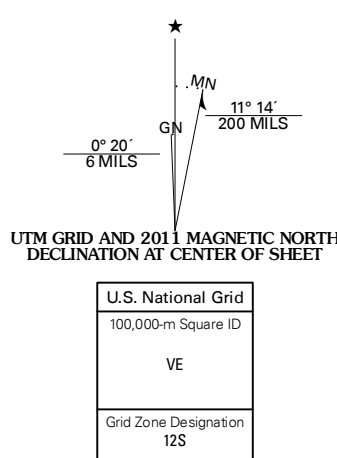 ★
MN
GN
11° 14´
200 MILS
0° 20´
6 MILS
UTM GRID AND 2011 MAGNETIC NORTH
DECLINATION AT CENTER OF SHEET
U.S. National Grid
100,000-m Square ID
VE
Grid Zone Designation
12S